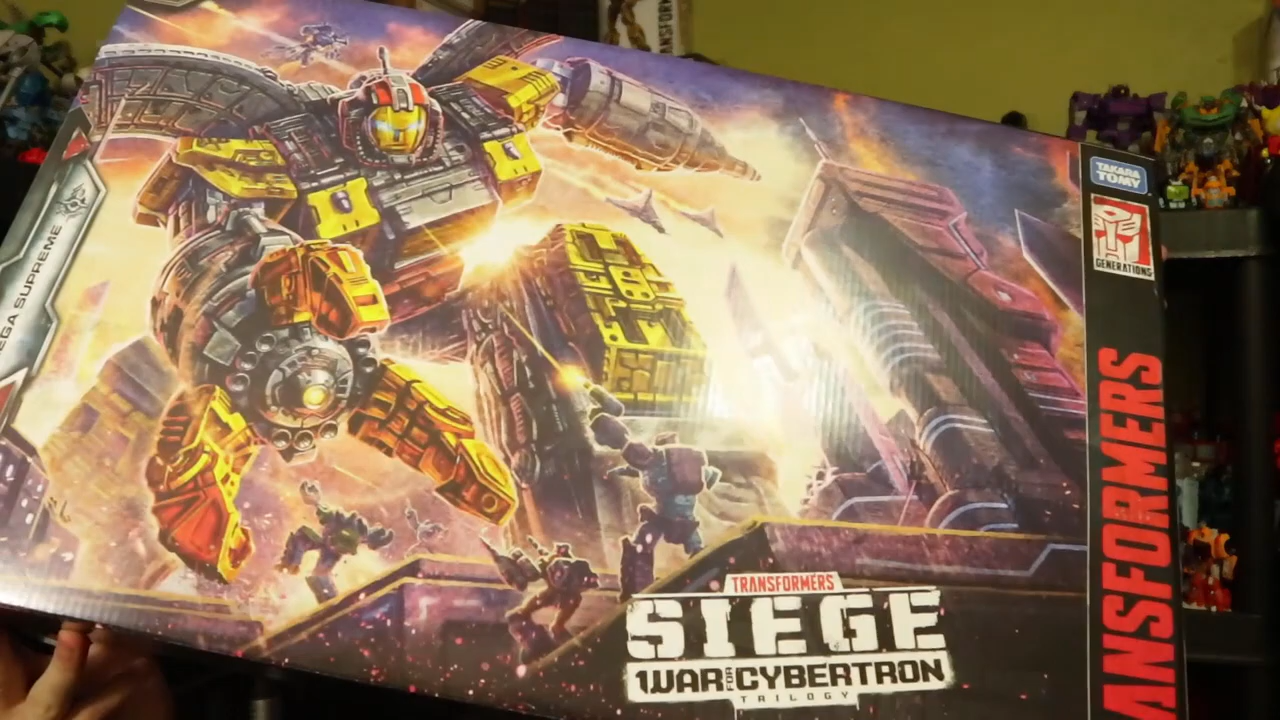 EGA SUPREME
TAKARA
TOMY
GENERATIONS
ANSFORMERS
TRANSFORMERS
SIEGE
WAR FOR CYBERTRON
TRILOGY